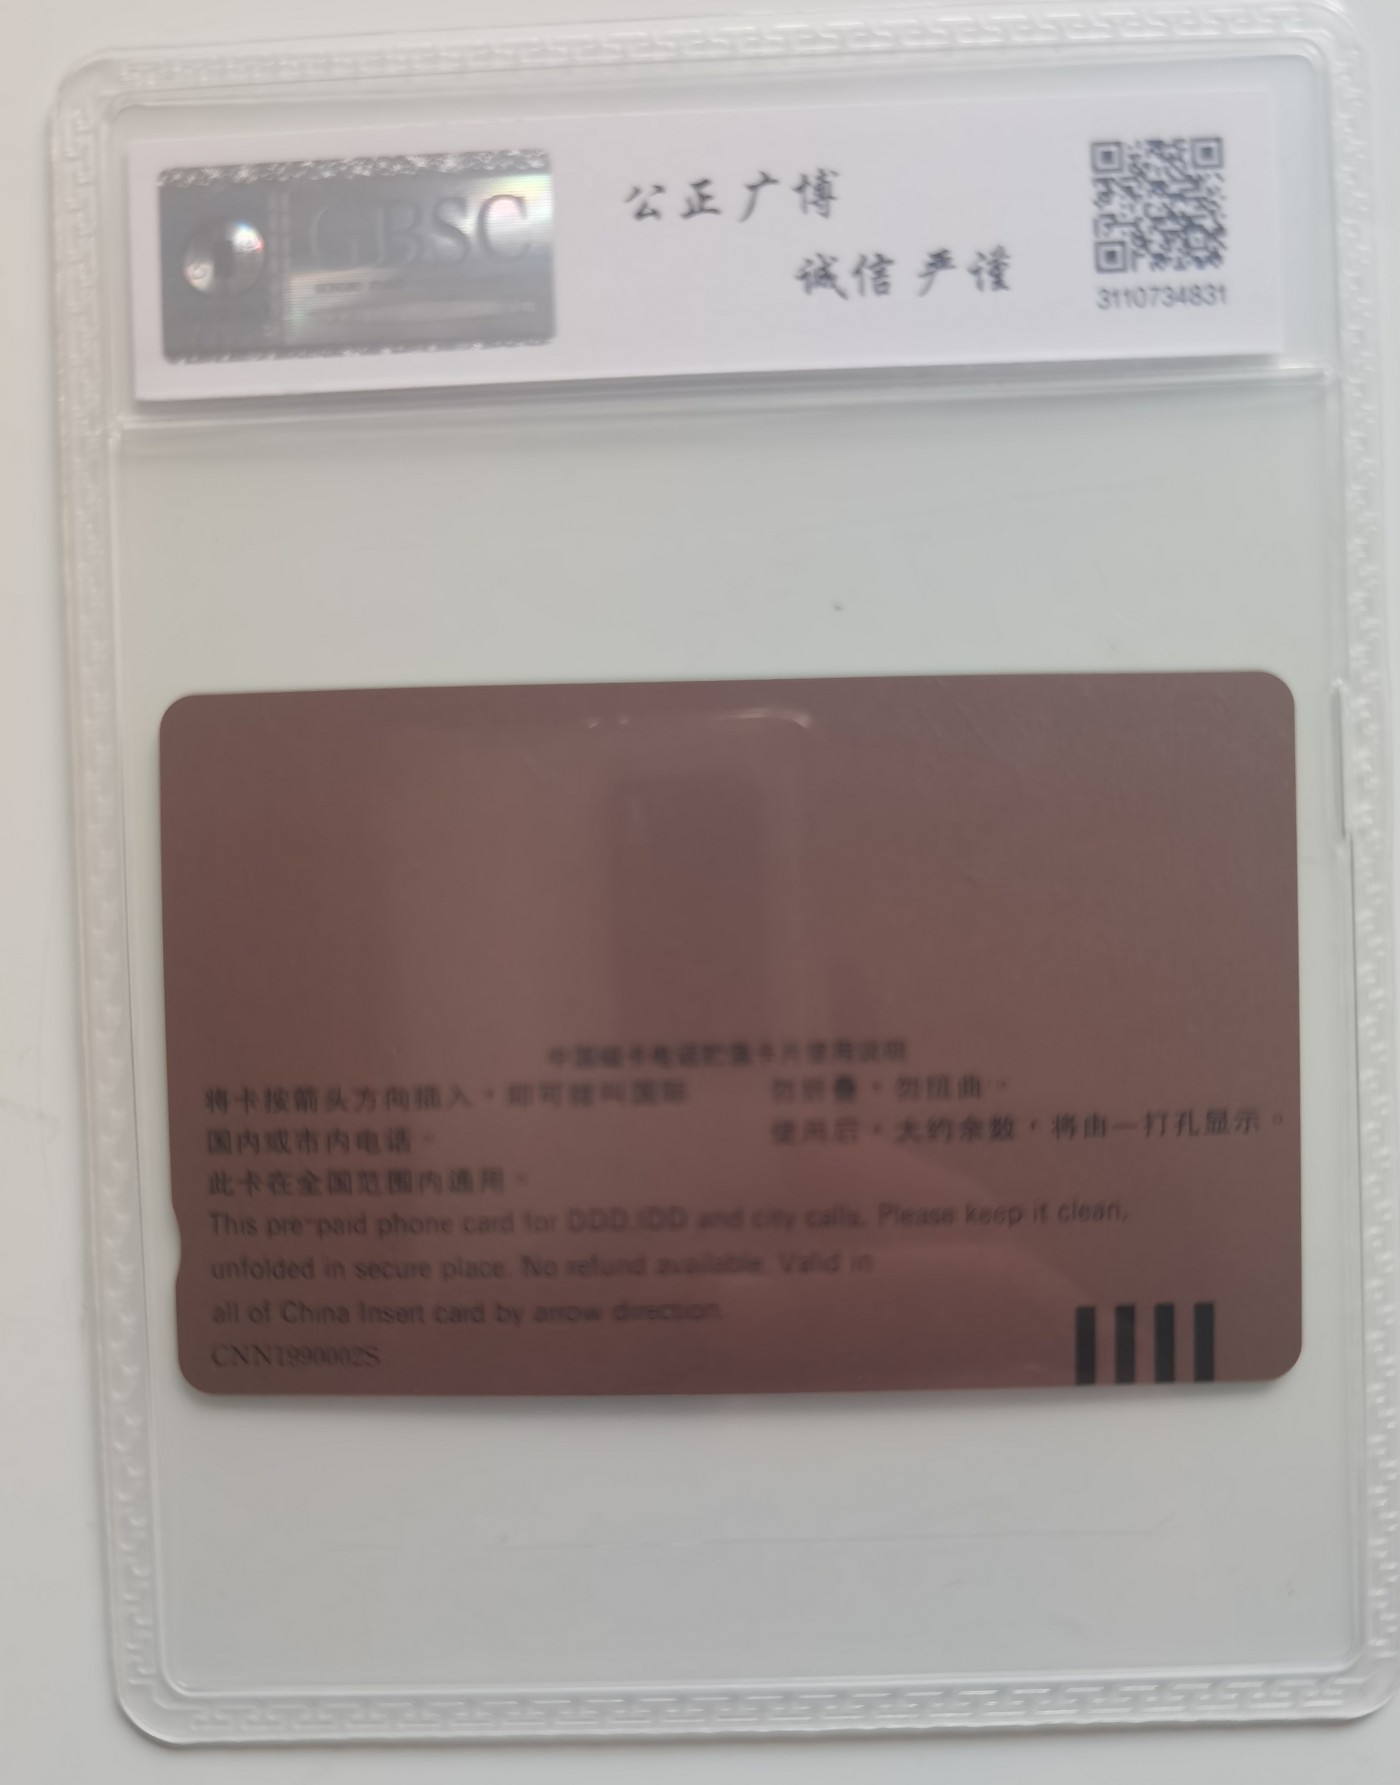 GBSC
公正广博
诚信严谨
3110734831
中国磁卡电话贮值卡片使用说明
将卡按箭头方向插入，即可拨叫国际
国内或市内电话。
此卡在全国范围内通用。
勿折叠，勿扭曲。
使用后，大约余数，将由一打孔显示。
This pre-paid phone card for DDD.IDD and city calls. Please keep it clean,
unfolded in secure place. No refund available. Valid in
all of China Insert card by arrow direction.
CNN1990002S